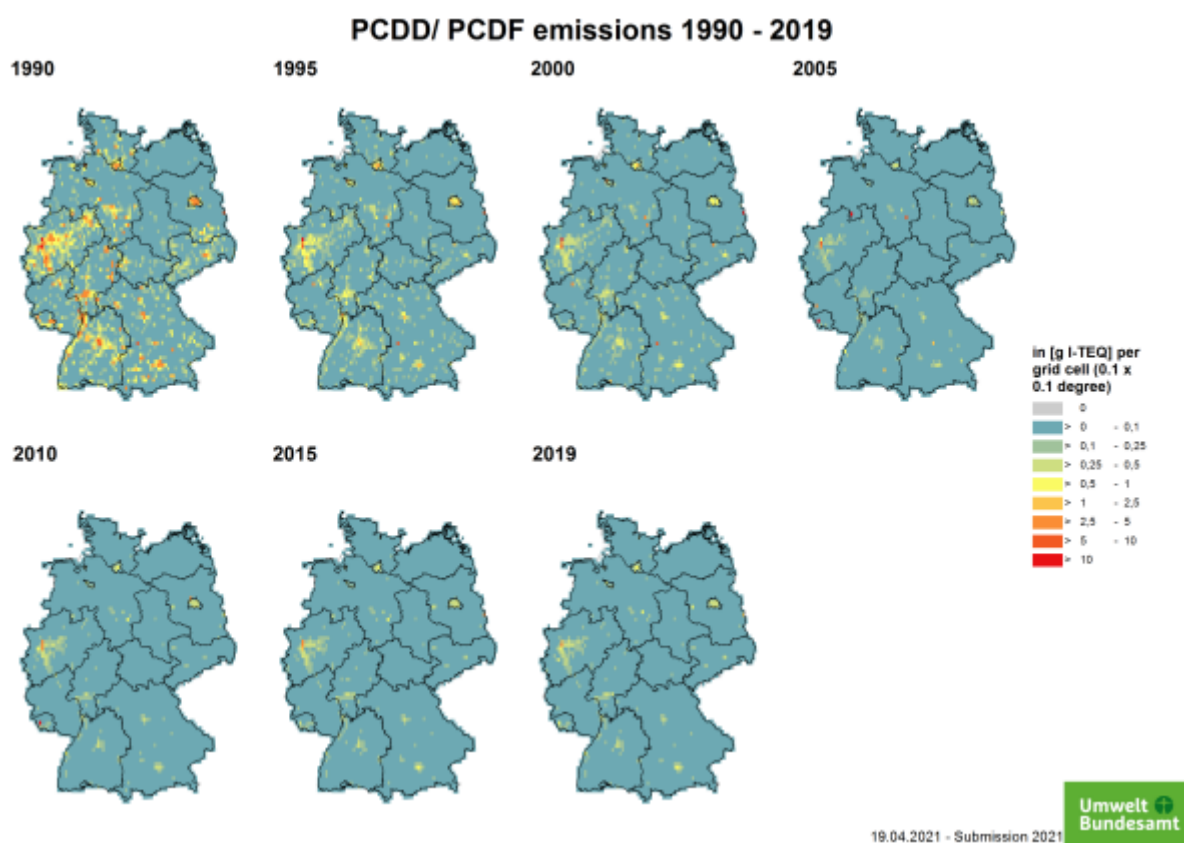 PCDD/ PCDF emissions 1990 - 2019
1990
1995
2000
2005
in [g I-TEQ] per
grid cell (0.1 x
0.1 degree)
0
> 0 - 0,1
> 0,1 - 0,25
> 0,25 - 0,5
> 0,5 - 1
> 1 - 2,5
> 2,5 - 5
> 5 - 10
> 10
2010
2015
2019
Umwelt
Bundesamt
19.04.2021 - Submission 2021